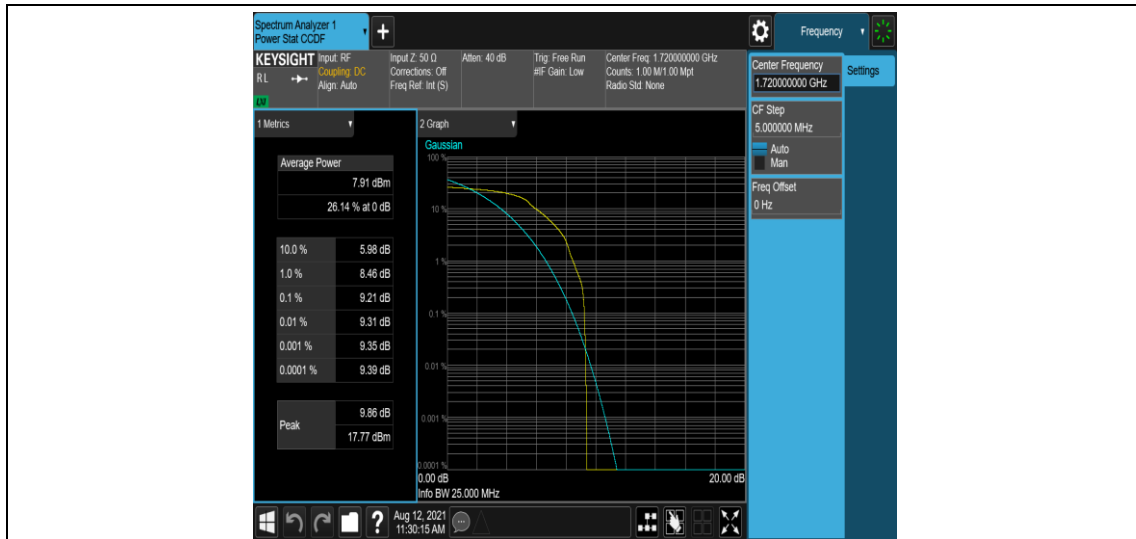 Spectrum Analyzer 1
Power Stat CCDF
+
Frequency
KEYSIGHT
RL
LXI
Input: RF
Coupling: DC
Align: Auto
Input Z: 50 Ω
Corrections: Off
Freq Ref: Int (S)
Atten: 40 dB
Trig: Free Run
#IF Gain: Low
Center Freq: 1.720000000 GHz
Counts: 1.00 M/1.00 Mpt
Radio Std: None
Center Frequency
1.720000000 GHz
Settings
CF Step
5.000000 MHz
Auto
Man
Freq Offset
0 Hz
1 Metrics
Average Power
7.91 dBm
26.14 % at 0 dB
10.0 % 5.98 dB
1.0 % 8.46 dB
0.1 % 9.21 dB
0.01 % 9.31 dB
0.001 % 9.35 dB
0.0001 % 9.39 dB
Peak
9.86 dB
17.77 dBm
2 Graph
Gaussian
100 %
10 %
1 %
0.1 %
0.01 %
0.001 %
0.0001 %
0.00 dB 20.00 dB
Info BW 25.000 MHz
?
Aug 12, 2021
11:30:15 AM